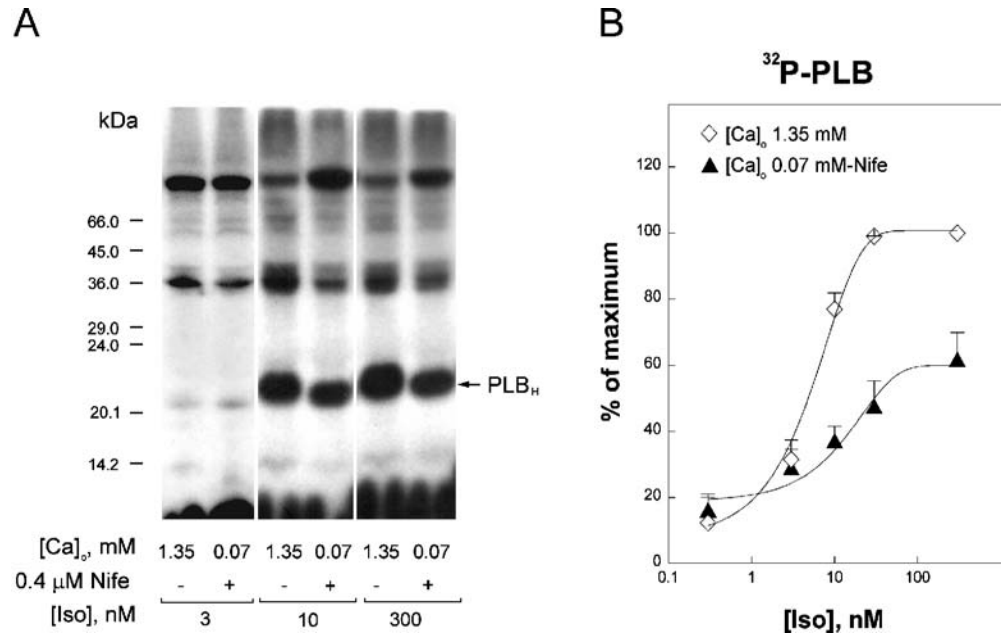 A
kDa
66.0
45.0
36.0
29.0
24.0
20.1
14.2
PLB_H
[Ca]_o, mM 1.35 0.07 1.35 0.07 1.35 0.07
0.4 μM Nife - + - + - +
[Iso], nM 3 10 300
B
³²P-PLB
[Ca]_o 1.35 mM
[Ca]_o 0.07 mM-Nife
% of maximum
120
100
80
60
40
20
0
0.1 1 10 100
[Iso], nM